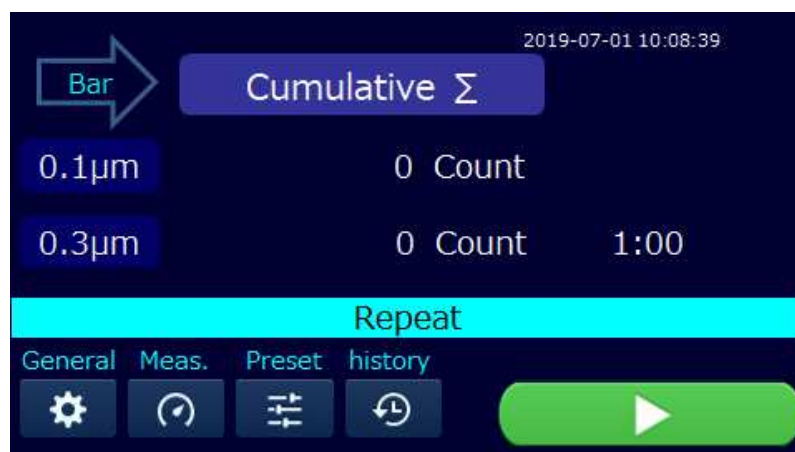 2019-07-01 10:08:39
Bar
Cumulative Σ
0.1μm 0 Count
0.3μm 0 Count 1:00
Repeat
General Meas. Preset history